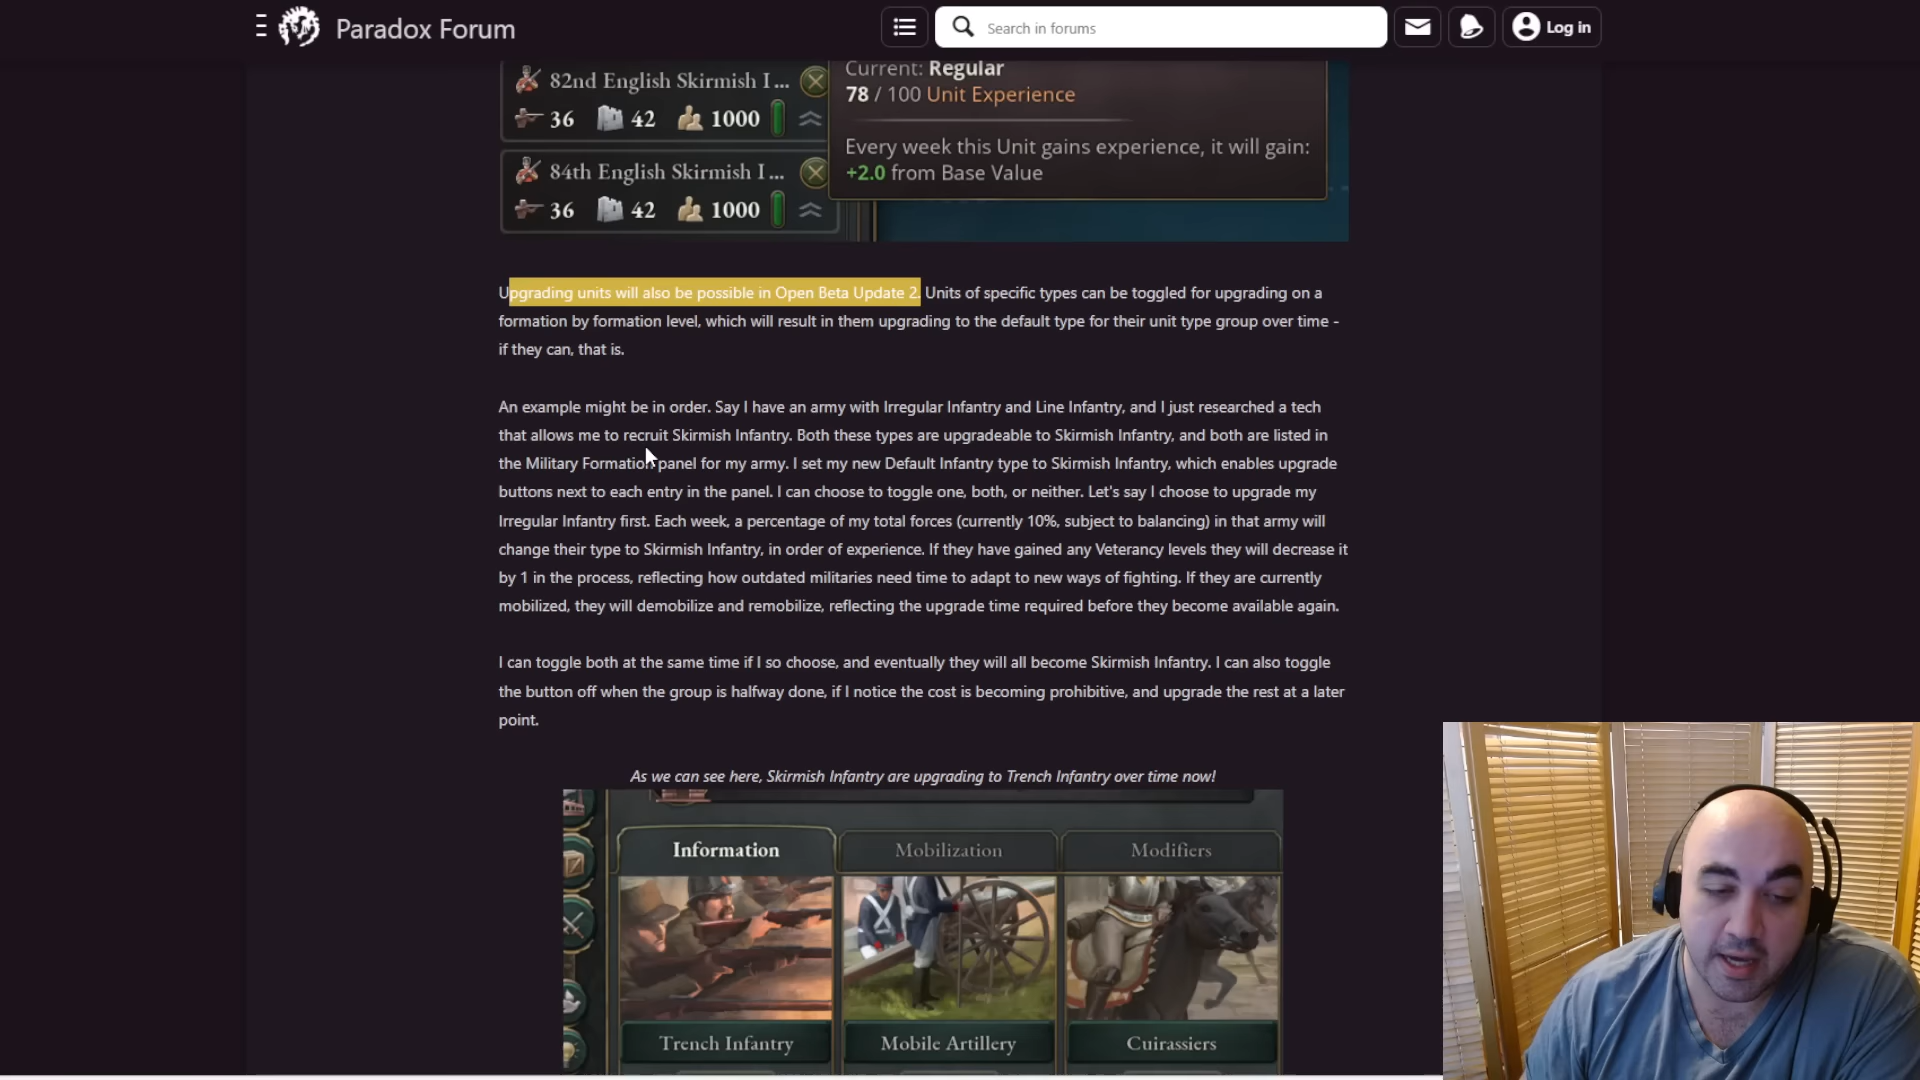 Paradox Forum
Search in forums
Log in
82nd English Skirmish I...
36 42 1000
84th English Skirmish I...
36 42 1000
Current: Regular
78 / 100 Unit Experience
Every week this Unit gains experience, it will gain:
+2.0 from Base Value
Upgrading units will also be possible in Open Beta Update 2. Units of specific types can be toggled for upgrading on a
formation by formation level, which will result in them upgrading to the default type for their unit type group over time -
if they can, that is.
An example might be in order. Say I have an army with Irregular Infantry and Line Infantry, and I just researched a tech
that allows me to recruit Skirmish Infantry. Both these types are upgradeable to Skirmish Infantry, and both are listed in
the Military Formation panel for my army. I set my new Default Infantry type to Skirmish Infantry, which enables upgrade
buttons next to each entry in the panel. I can choose to toggle one, both, or neither. Let's say I choose to upgrade my
Irregular Infantry first. Each week, a percentage of my total forces (currently 10%, subject to balancing) in that army will
change their type to Skirmish Infantry, in order of experience. If they have gained any Veterancy levels they will decrease it
by 1 in the process, reflecting how outdated militaries need time to adapt to new ways of fighting. If they are currently
mobilized, they will demobilize and remobilize, reflecting the upgrade time required before they become available again.
I can toggle both at the same time if I so choose, and eventually they will all become Skirmish Infantry. I can also toggle
the button off when the group is halfway done, if I notice the cost is becoming prohibitive, and upgrade the rest at a later
point.
As we can see here, Skirmish Infantry are upgrading to Trench Infantry over time now!
Information Mobilization Modifiers
Trench Infantry Mobile Artillery Cuirassiers